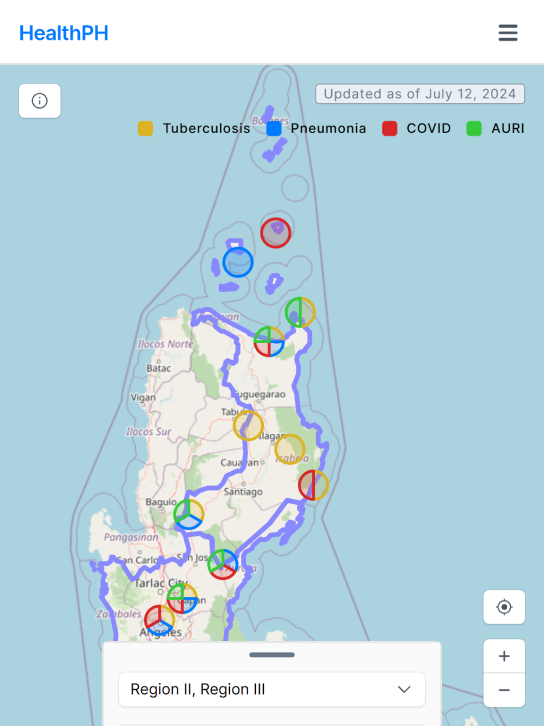 HealthPH
Updated as of July 12, 2024
Tuberculosis Pneumonia COVID AURI
Ilocos Norte
Batac
Vigan
Tuguegarao
Ilocos Sur
Cauayan
Isabela
Santiago
Baguio
Pangasinan
San Carlos
San Jose
Tarlac City
Zambales
Angeles
Region II, Region III